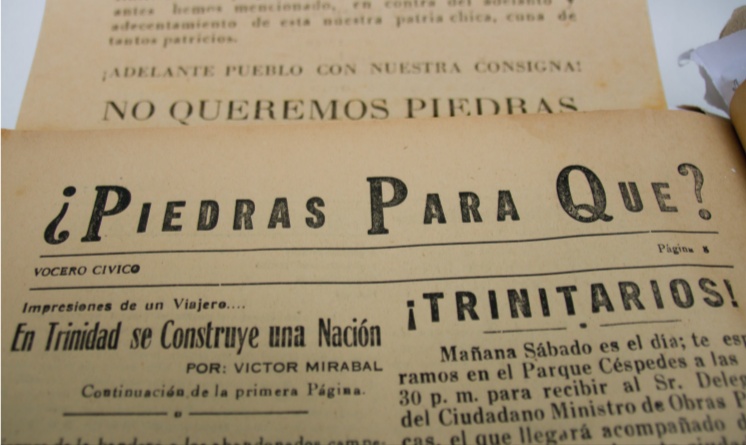 antes hemos mencionado, en contra del adelanto y
adecentamiento de esta nuestra patria chica, cuna de
tantos patricios.
¡ADELANTE PUEBLO CON NUESTRA CONSIGNA!
NO QUEREMOS PIEDRAS.
¿PIEDRAS PARA QUE?
Página
VOCERO CIVICO
Impresiones de un Viajero....
En Trinidad se Construye una Nación
POR: VICTOR MIRABAL
Continuación de la primera Página.
¡TRINITARIOS!
Mañana Sábado es el día; te esp
ramos en el Parque Céspedes a las
30 p. m. para recibir al Sr. Deleg
del Ciudadano Ministro de Obras P
cas, el que llegará acompañado d